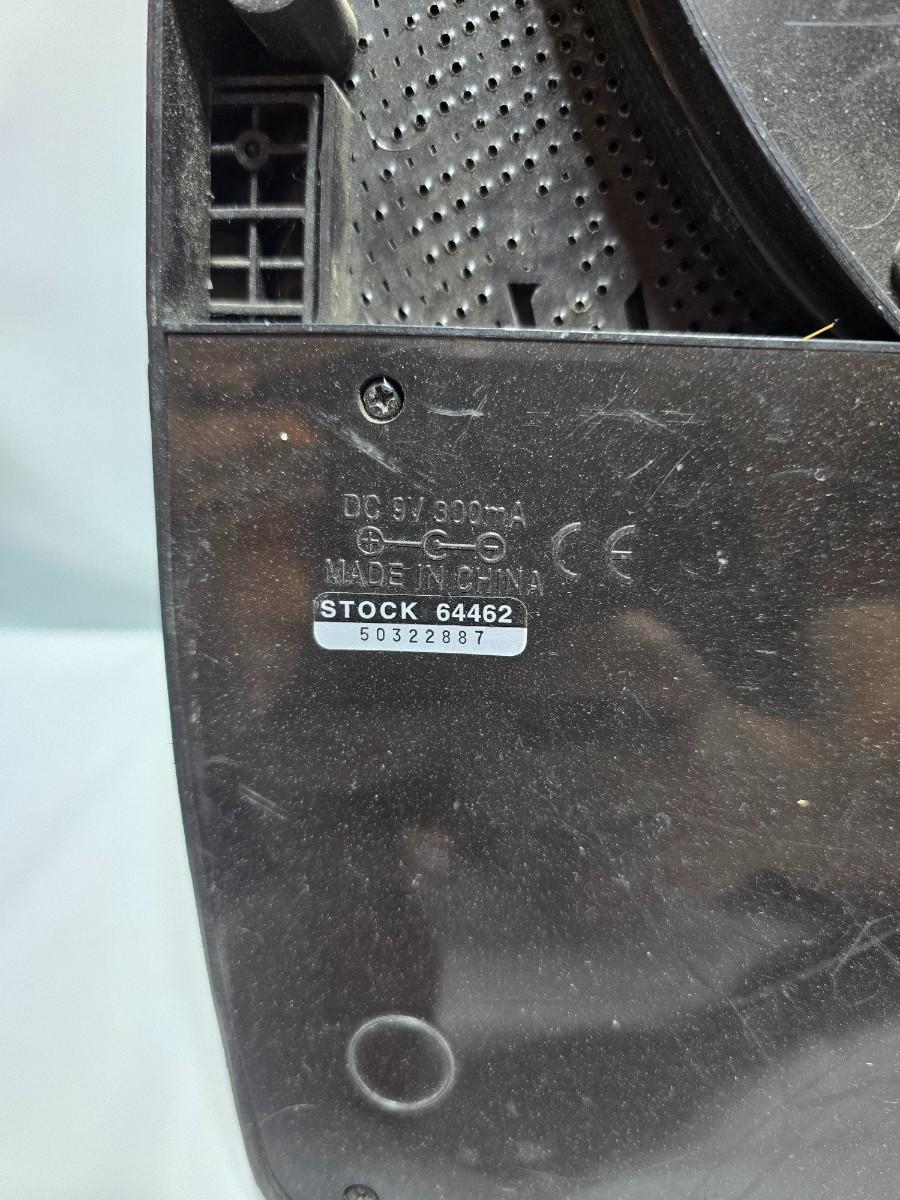 DC 9V 300mA
+ C -
MADE IN CHINA
CE
STOCK 64462
50322887